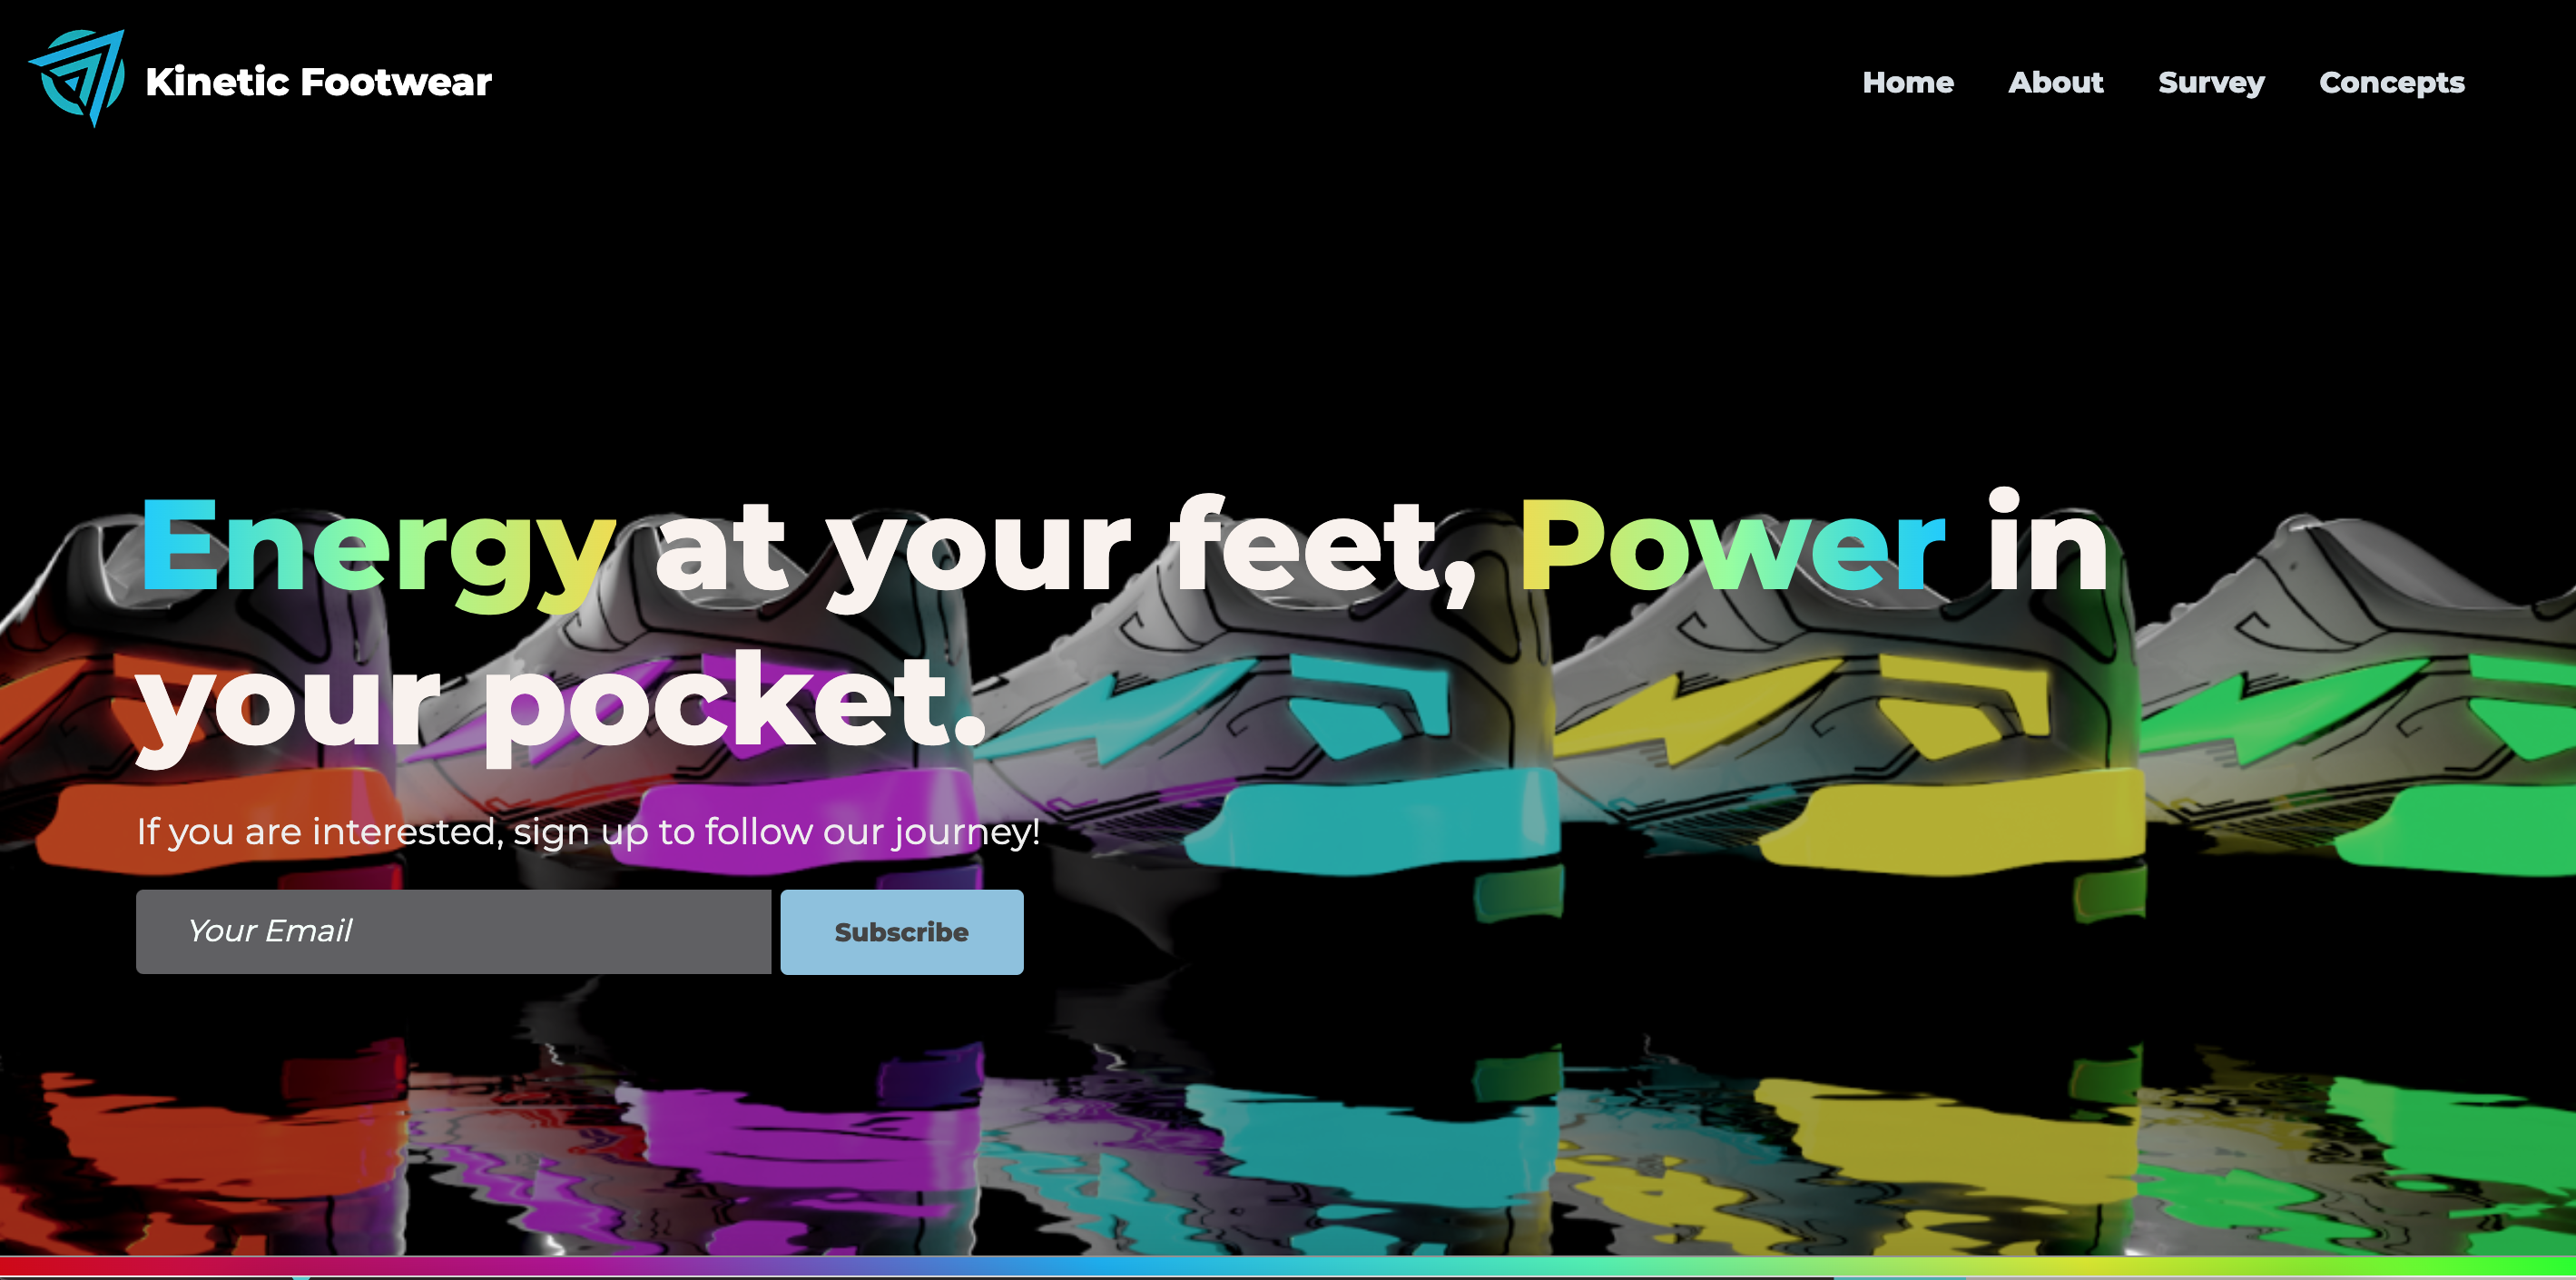 Kinetic Footwear
Home About Survey Concepts
Energy at your feet, Power in
your pocket.
If you are interested, sign up to follow our journey!
Your Email
Subscribe